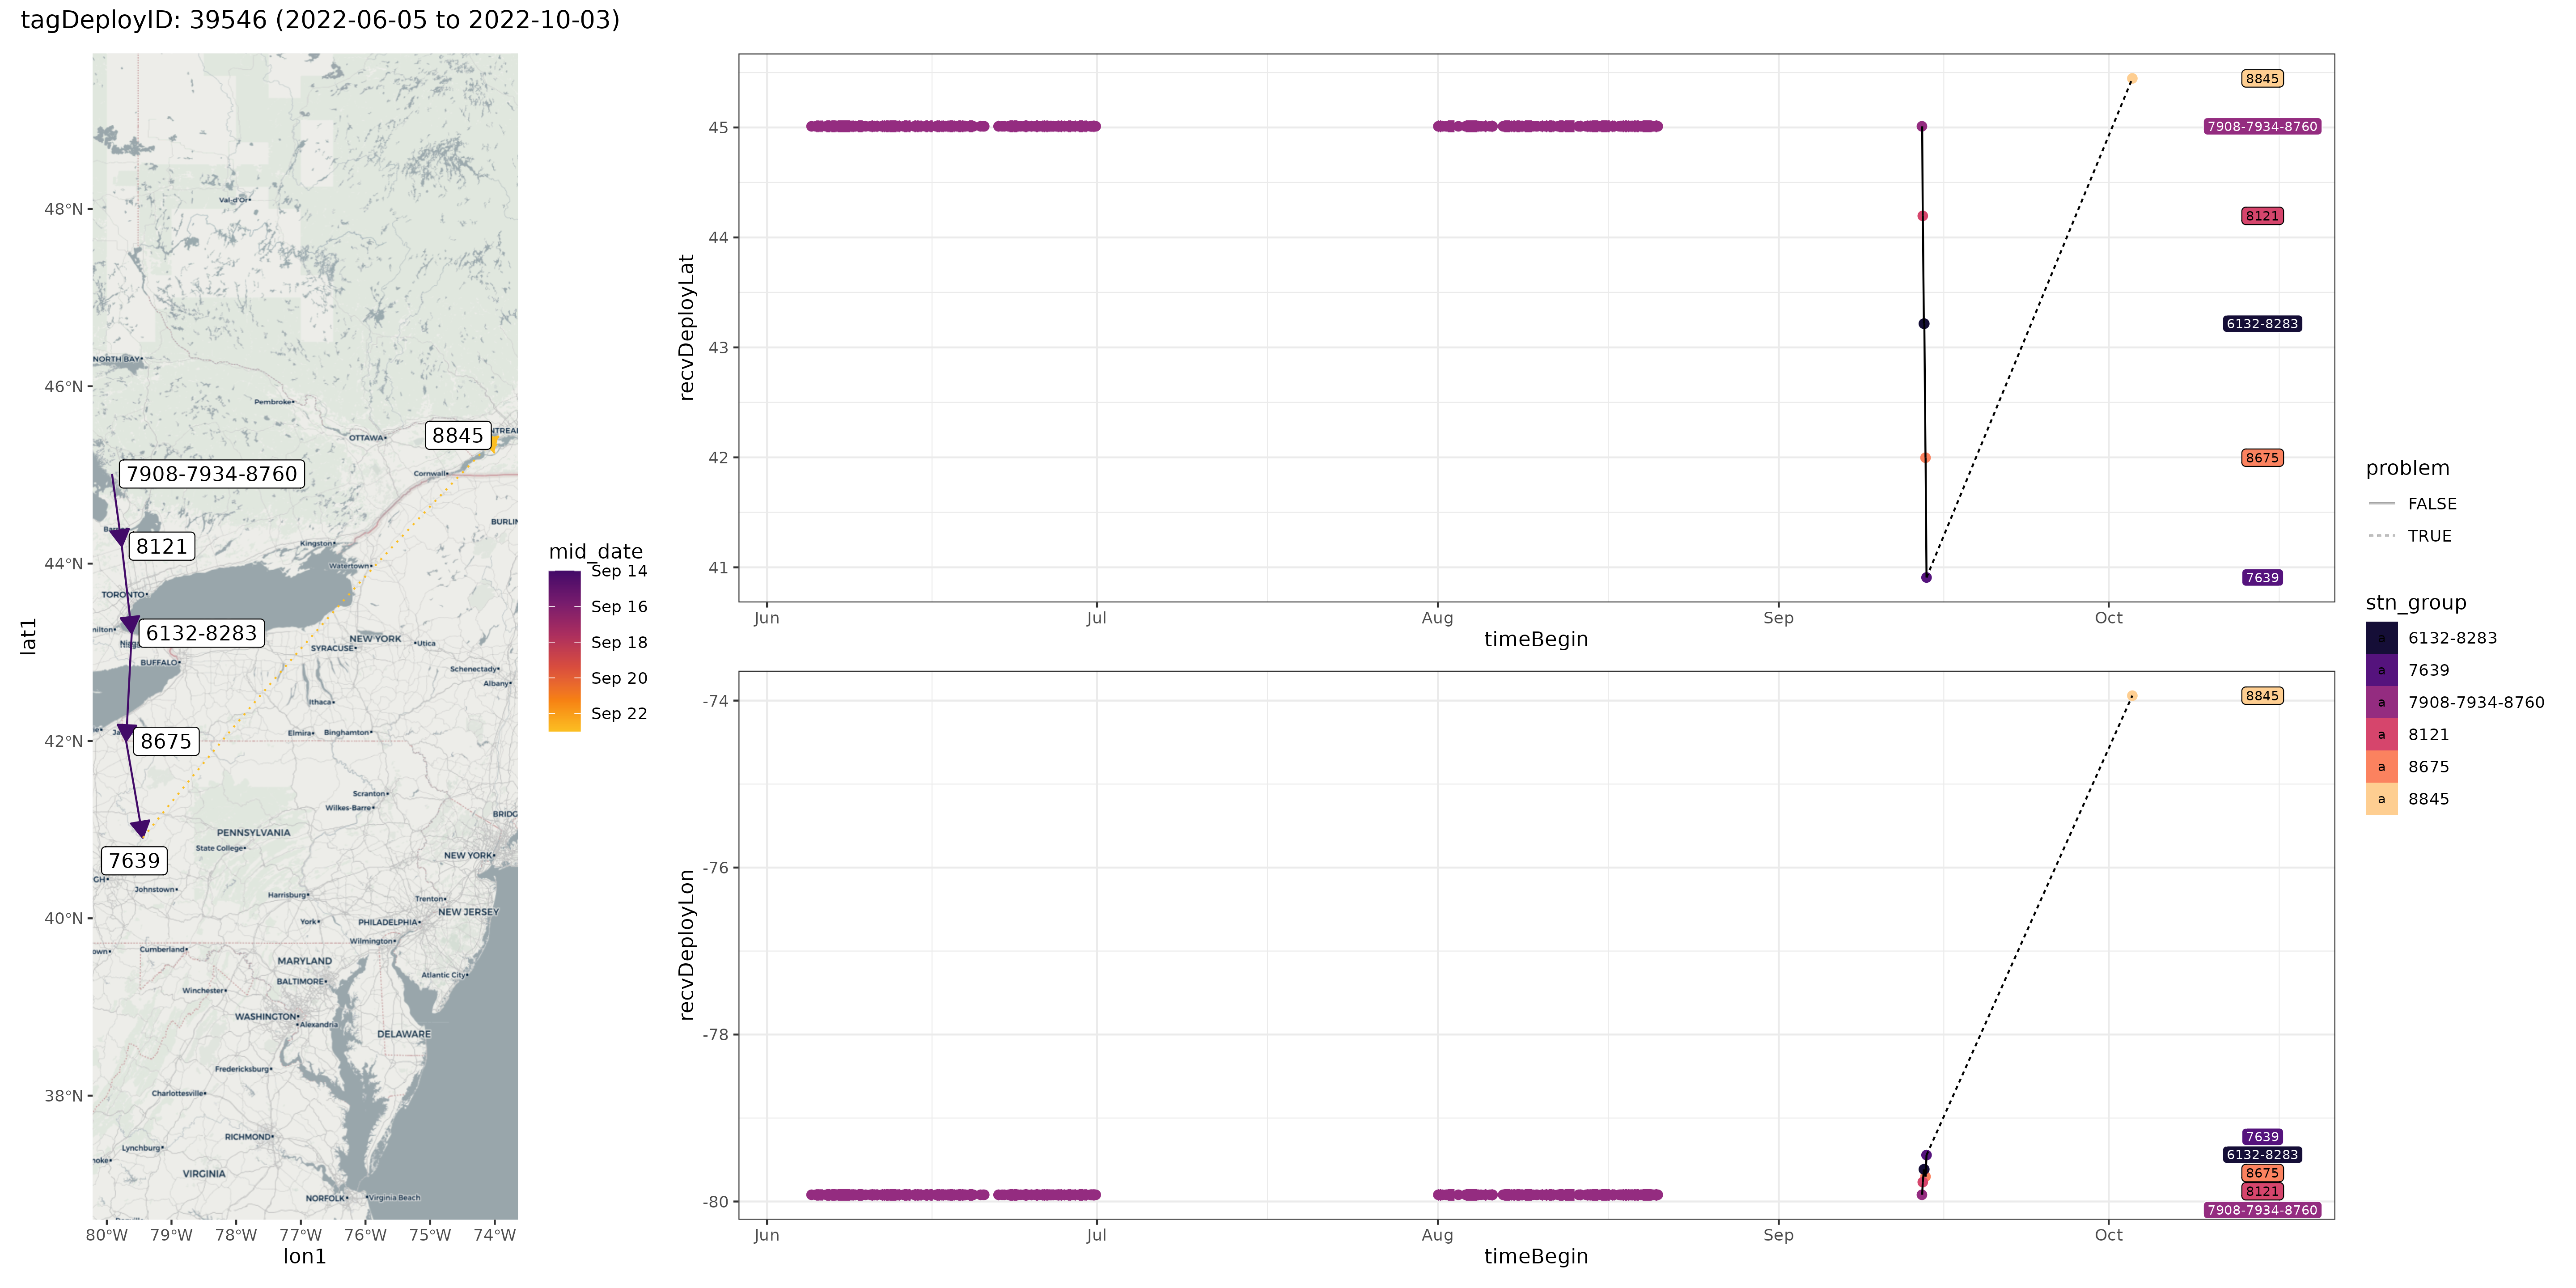 tagDeployID: 39546 (2022-06-05 to 2022-10-03)
lat1
48°N
46°N
44°N
42°N
40°N
38°N
Val-d'Or
NORTH BAY
Pembroke
OTTAWA
8845
NTREAL
Cornwall
7908-7934-8760
BURLIN
8121
Kingston
Watertown
TORONTO
6132-8283
NEW YORK
SYRACUSE
Utica
BUFFALO
Schenectady
Albany
Ithaca
8675
Elmira
Binghamton
Scranton
Wilkes-Barre
BRIDG
PENNSYLVANIA
State College
NEW YORK
7639
Johnstown
Harrisburg
Trenton
NEW JERSEY
York
PHILADELPHIA
Wilmington
Cumberland
MARYLAND
Atlantic City
BALTIMORE
Winchester
WASHINGTON
Alexandria
DELAWARE
Fredericksburg
Charlottesville
RICHMOND
Lynchburg
VIRGINIA
NORFOLK
Virginia Beach
80°W 79°W 78°W 77°W 76°W 75°W 74°W
lon1
mid_date
Sep 14
Sep 16
Sep 18
Sep 20
Sep 22
recvDeployLat
45
44
43
42
41
8845
7908-7934-8760
8121
6132-8283
8675
7639
Jun Jul Aug Sep Oct
timeBegin
recvDeployLon
-74
-76
-78
-80
8845
7639
6132-8283
8675
8121
7908-7934-8760
Jun Jul Aug Sep Oct
timeBegin
problem
FALSE
TRUE
stn_group
a 6132-8283
a 7639
a 7908-7934-8760
a 8121
a 8675
a 8845